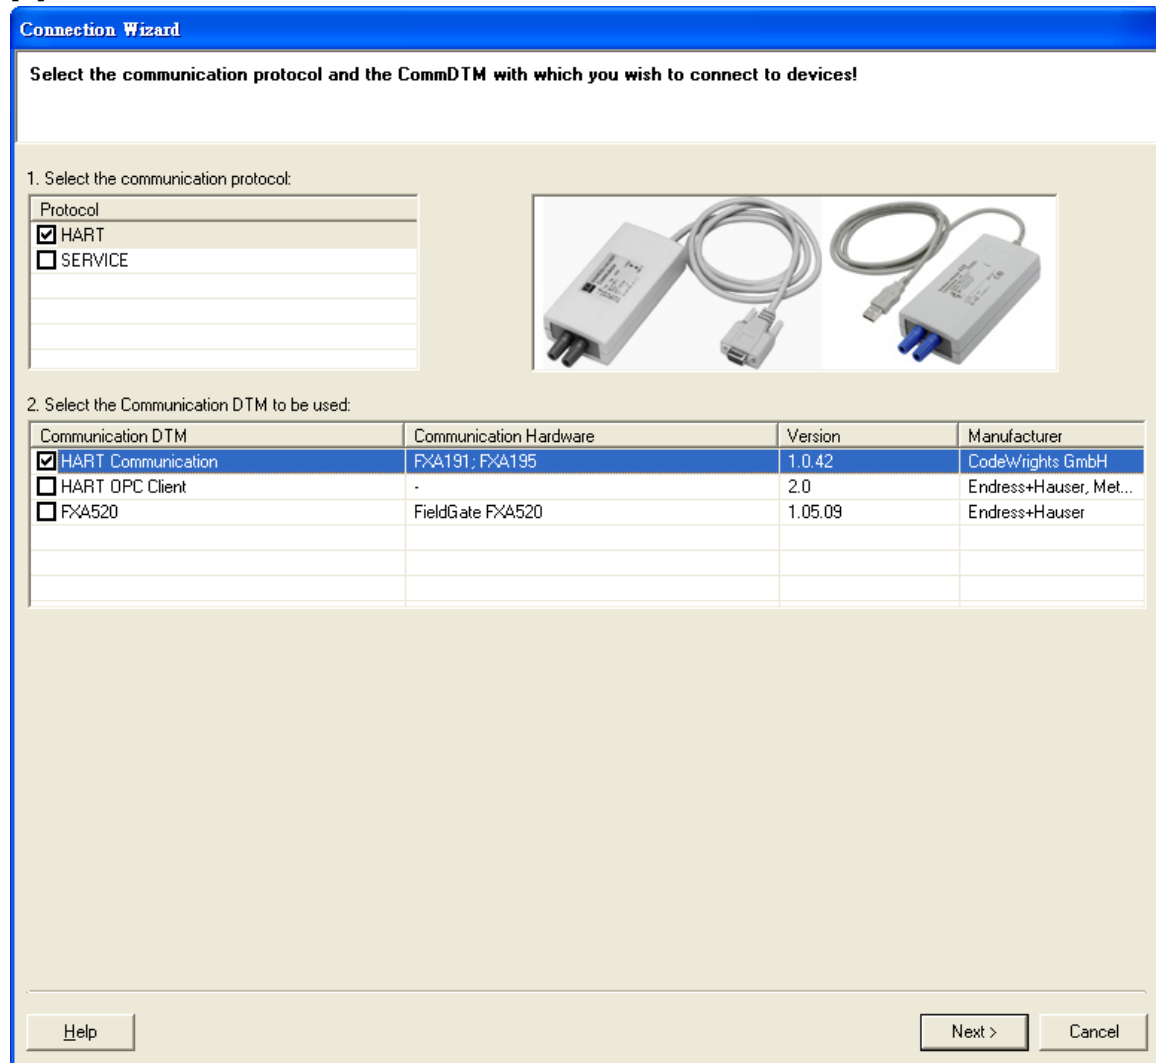 Connection Wizard
Select the communication protocol and the CommDTM with which you wish to connect to devices!
1. Select the communication protocol:
Protocol
HART
SERVICE
2. Select the Communication DTM to be used:
Communication DTM Communication Hardware Version Manufacturer
HART Communication FXA191; FXA195 1.0.42 CodeWrights GmbH
HART OPC Client - 2.0 Endress+Hauser, Met...
FXA520 FieldGate FXA520 1.05.09 Endress+Hauser
Help Next > Cancel